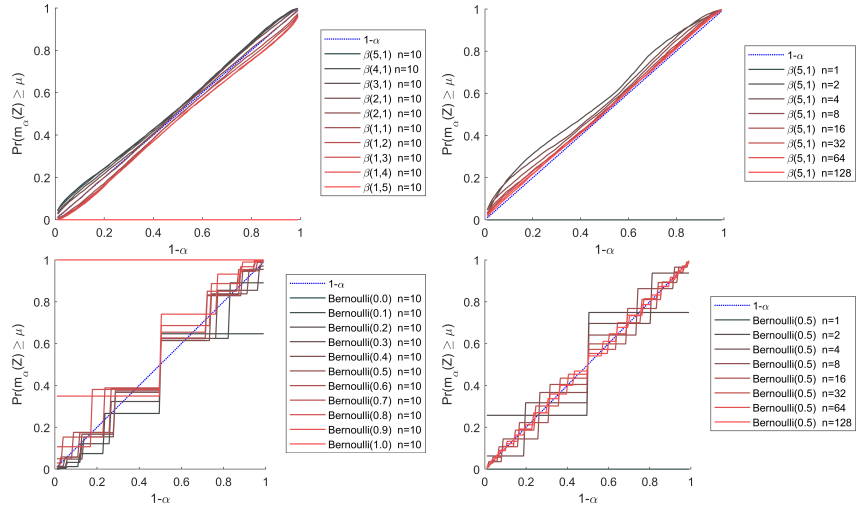 1
0.8
0.6
0.4
0.2
0
0 0.2 0.4 0.6 0.8 1
1-α
Pr(m_α(Z) ≥ μ)
1-α
β(5,1) n=10
β(4,1) n=10
β(3,1) n=10
β(2,1) n=10
β(2,1) n=10
β(1,1) n=10
β(1,2) n=10
β(1,3) n=10
β(1,4) n=10
β(1,5) n=10
1
0.8
0.6
0.4
0.2
0
0 0.2 0.4 0.6 0.8 1
1-α
Pr(m_α(Z) ≥ μ)
1-α
β(5,1) n=1
β(5,1) n=2
β(5,1) n=4
β(5,1) n=8
β(5,1) n=16
β(5,1) n=32
β(5,1) n=64
β(5,1) n=128
1
0.8
0.6
0.4
0.2
0
0 0.2 0.4 0.6 0.8 1
1-α
Pr(m_α(Z) ≥ μ)
1-α
Bernoulli(0.0) n=10
Bernoulli(0.1) n=10
Bernoulli(0.2) n=10
Bernoulli(0.3) n=10
Bernoulli(0.4) n=10
Bernoulli(0.5) n=10
Bernoulli(0.6) n=10
Bernoulli(0.7) n=10
Bernoulli(0.8) n=10
Bernoulli(0.9) n=10
Bernoulli(1.0) n=10
1
0.8
0.6
0.4
0.2
0
0 0.2 0.4 0.6 0.8 1
1-α
Pr(m_α(Z) ≥ μ)
1-α
Bernoulli(0.5) n=1
Bernoulli(0.5) n=2
Bernoulli(0.5) n=4
Bernoulli(0.5) n=8
Bernoulli(0.5) n=16
Bernoulli(0.5) n=32
Bernoulli(0.5) n=64
Bernoulli(0.5) n=128